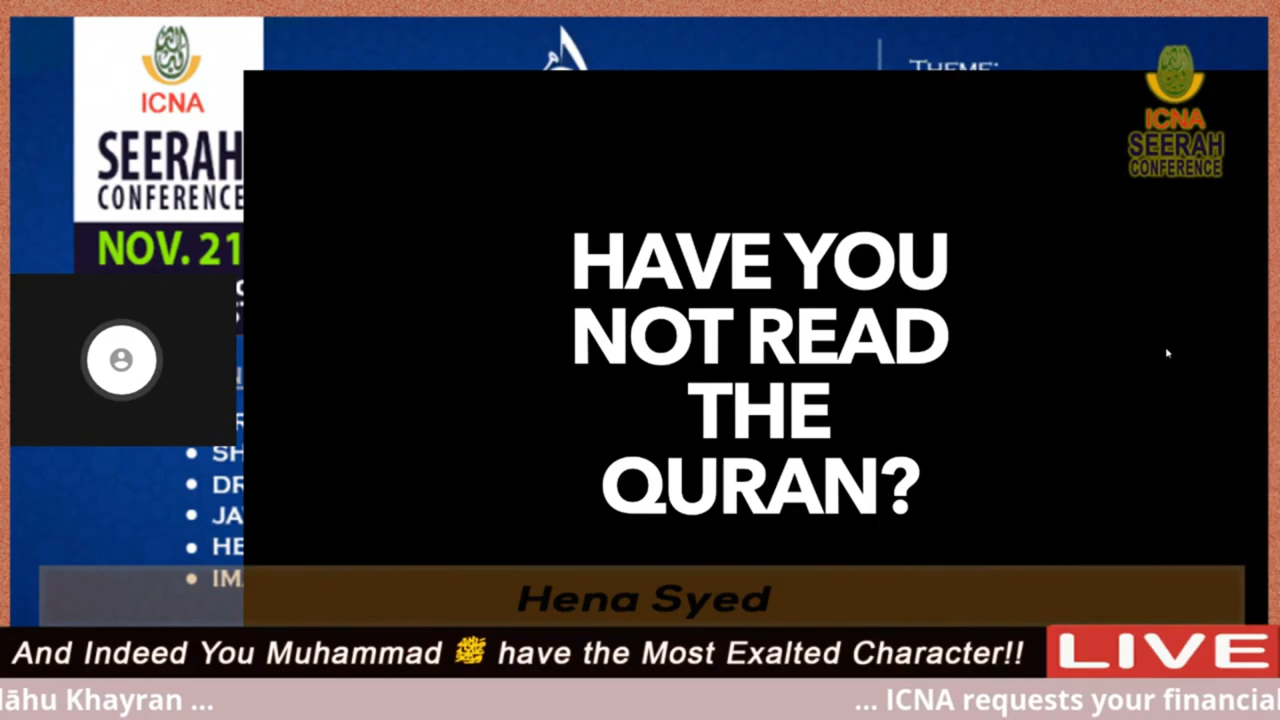 ICNA
SEERAH
CONFERENCE
NOV. 21
THEME:
ICNA
SEERAH
CONFERENCE
HAVE YOU
NOT READ
THE
QURAN?
SH
DR
JA
HE
IM
Hena Syed
And Indeed You Muhammad ﷺ have the Most Exalted Character!!
LIVE
lāhu Khayran ...
... ICNA requests your financial